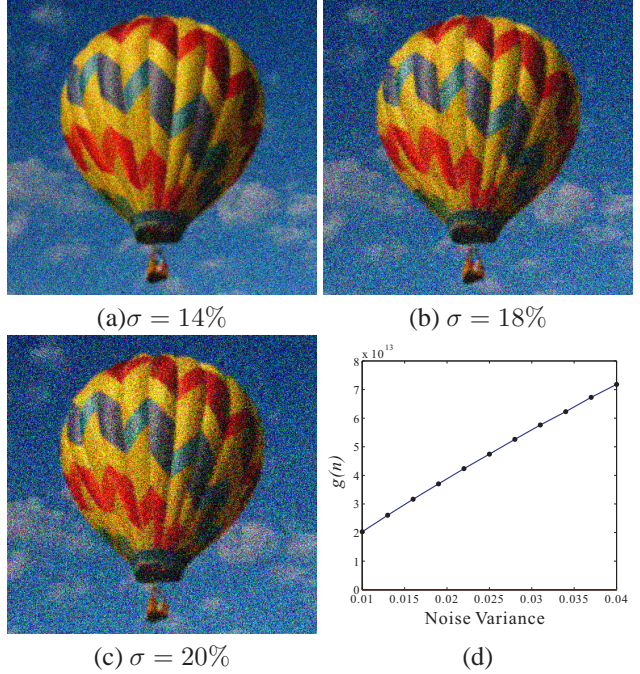 (a)σ = 14%
(b) σ = 18%
x 10^13
8
7
6
5
4
3
2
1
0
g(n)
0.01 0.015 0.02 0.025 0.03 0.035 0.04
Noise Variance
(c) σ = 20%
(d)